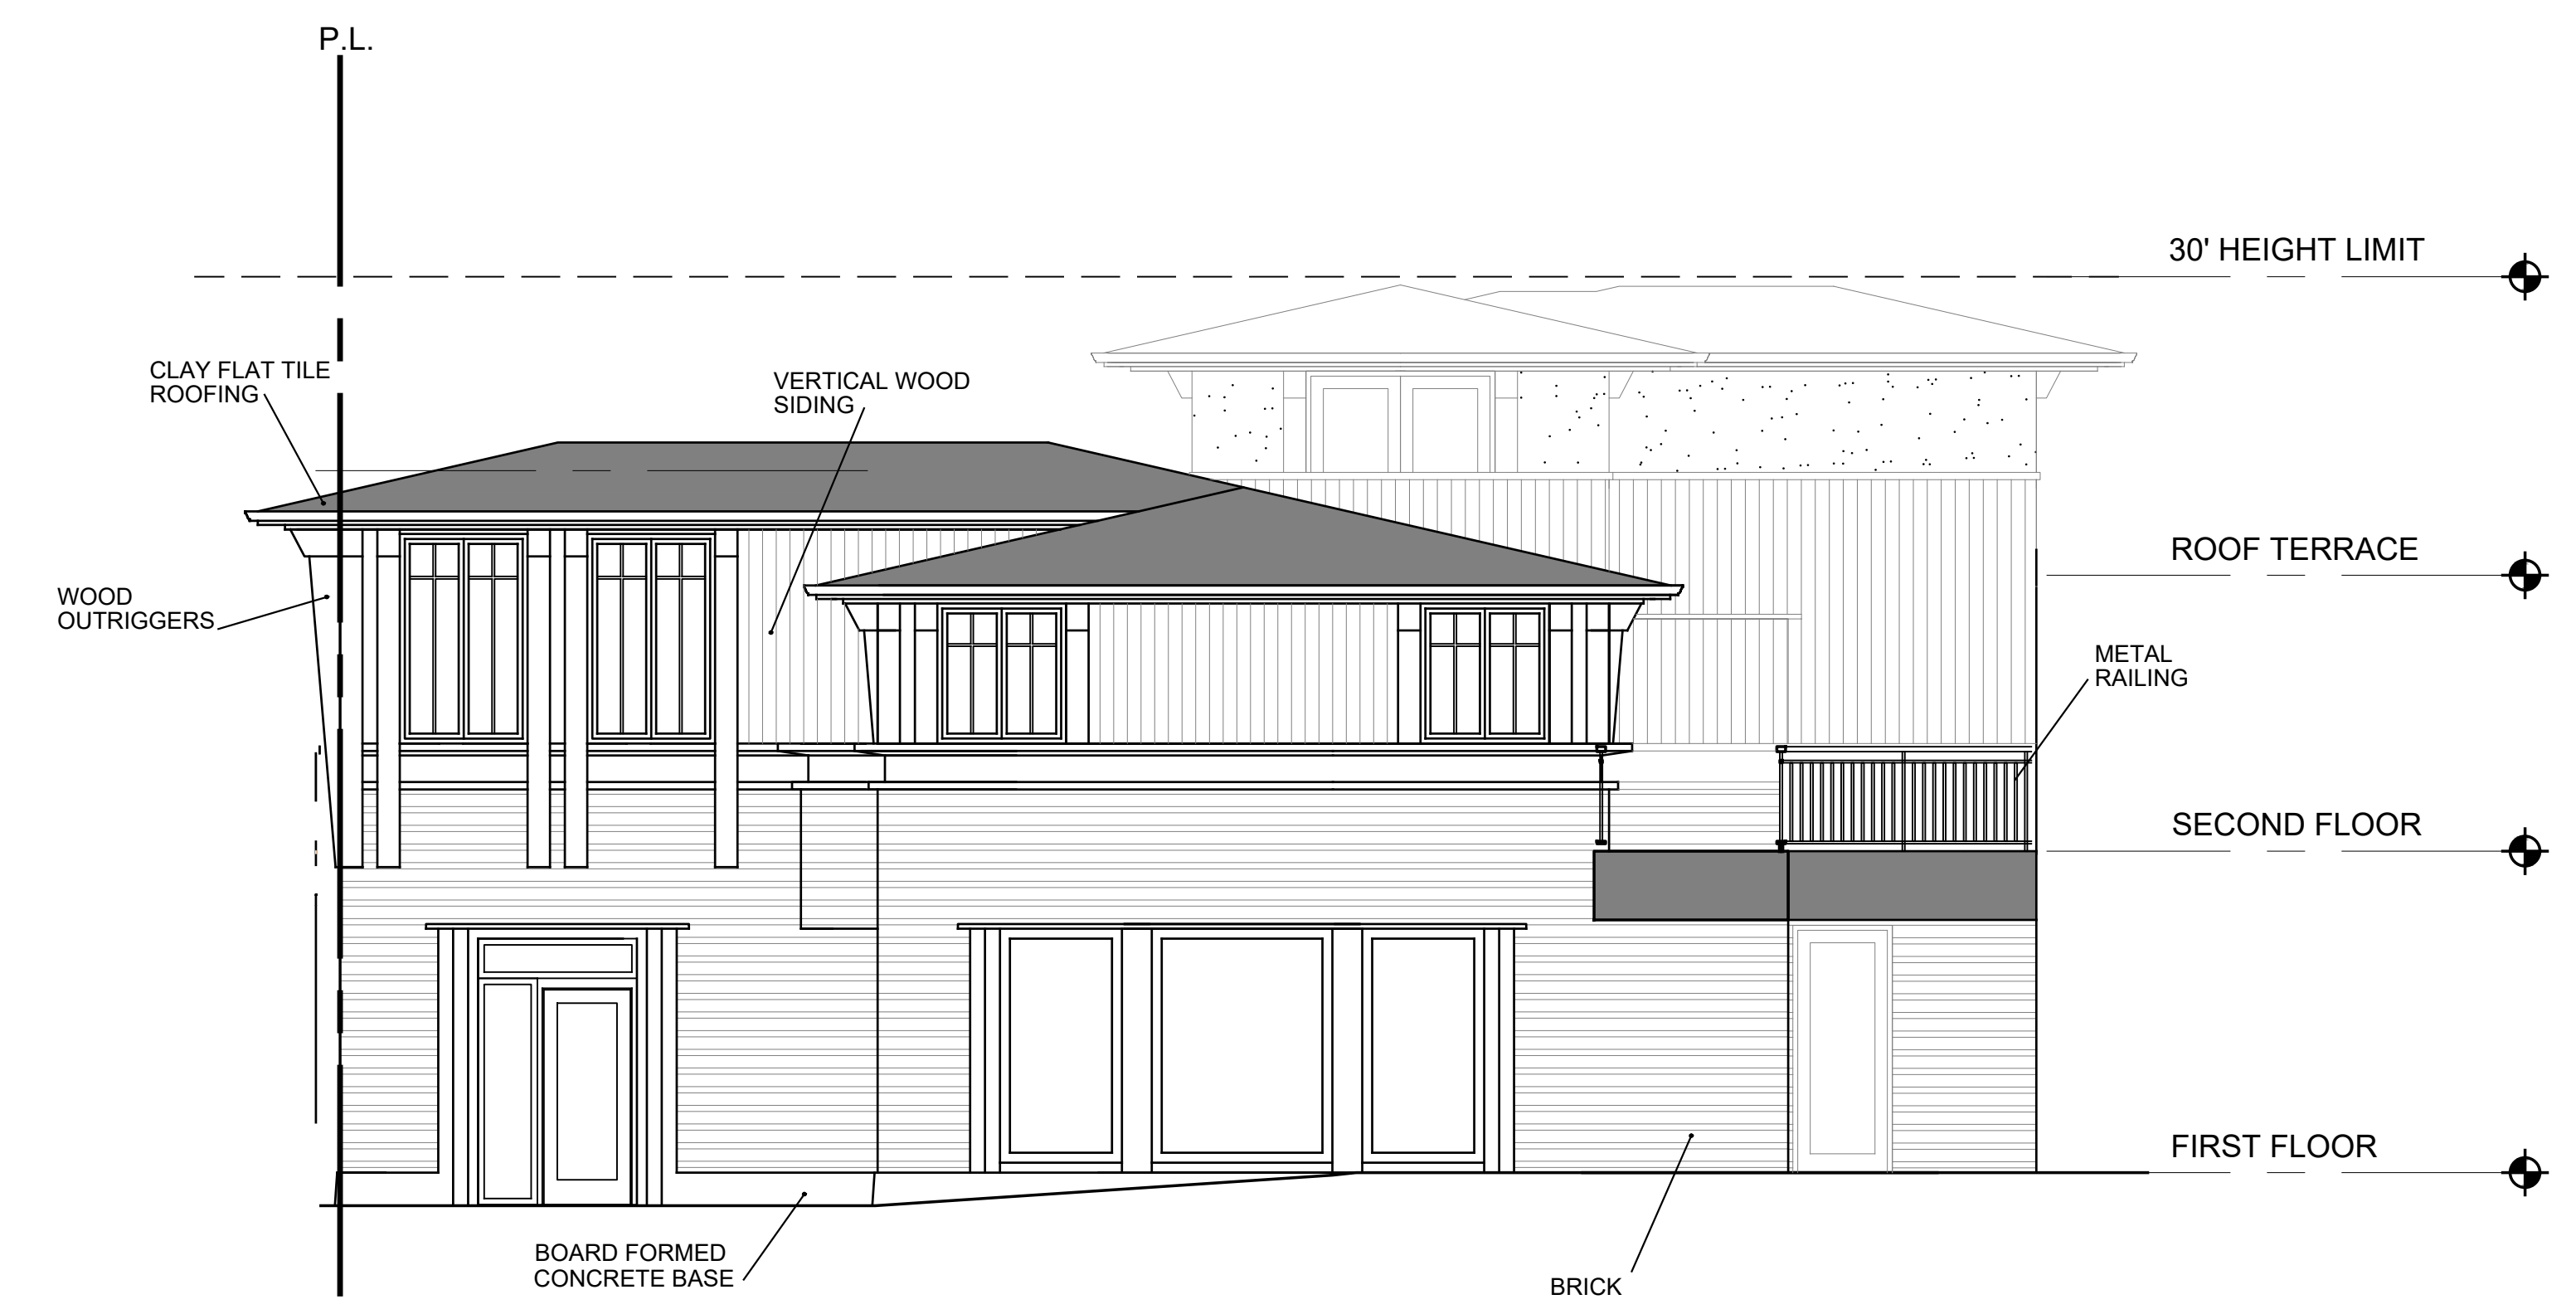 P.L.
30' HEIGHT LIMIT
CLAY FLAT TILE
ROOFING
VERTICAL WOOD
SIDING
ROOF TERRACE
WOOD
OUTRIGGERS
METAL
RAILING
SECOND FLOOR
FIRST FLOOR
BOARD FORMED
CONCRETE BASE
BRICK